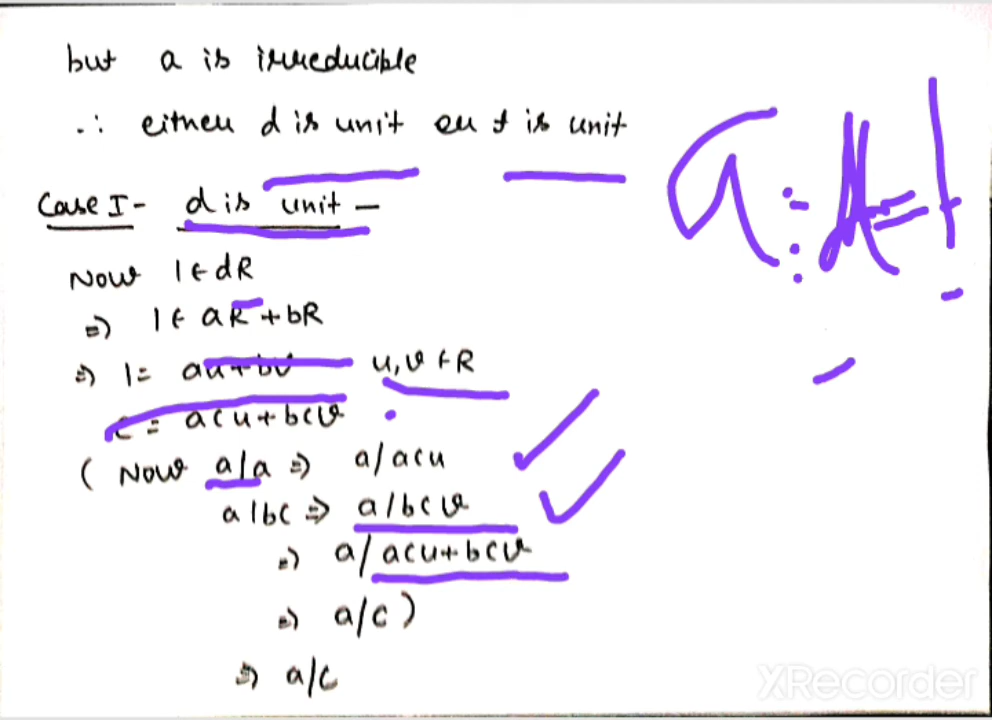 but a is irreducible
∴ either d is unit or t is unit
Case I - d is unit -
Now 1 ∈ dR
⇒ 1 ∈ aR + bR
⇒ 1 = au + bv u, v ∈ R
c = acu + bcv
( Now a/a ⇒ a/acu
a/bc ⇒ a/bcv
⇒ a/acu + bcv
⇒ a/c )
⇒ a/c
XRecorder